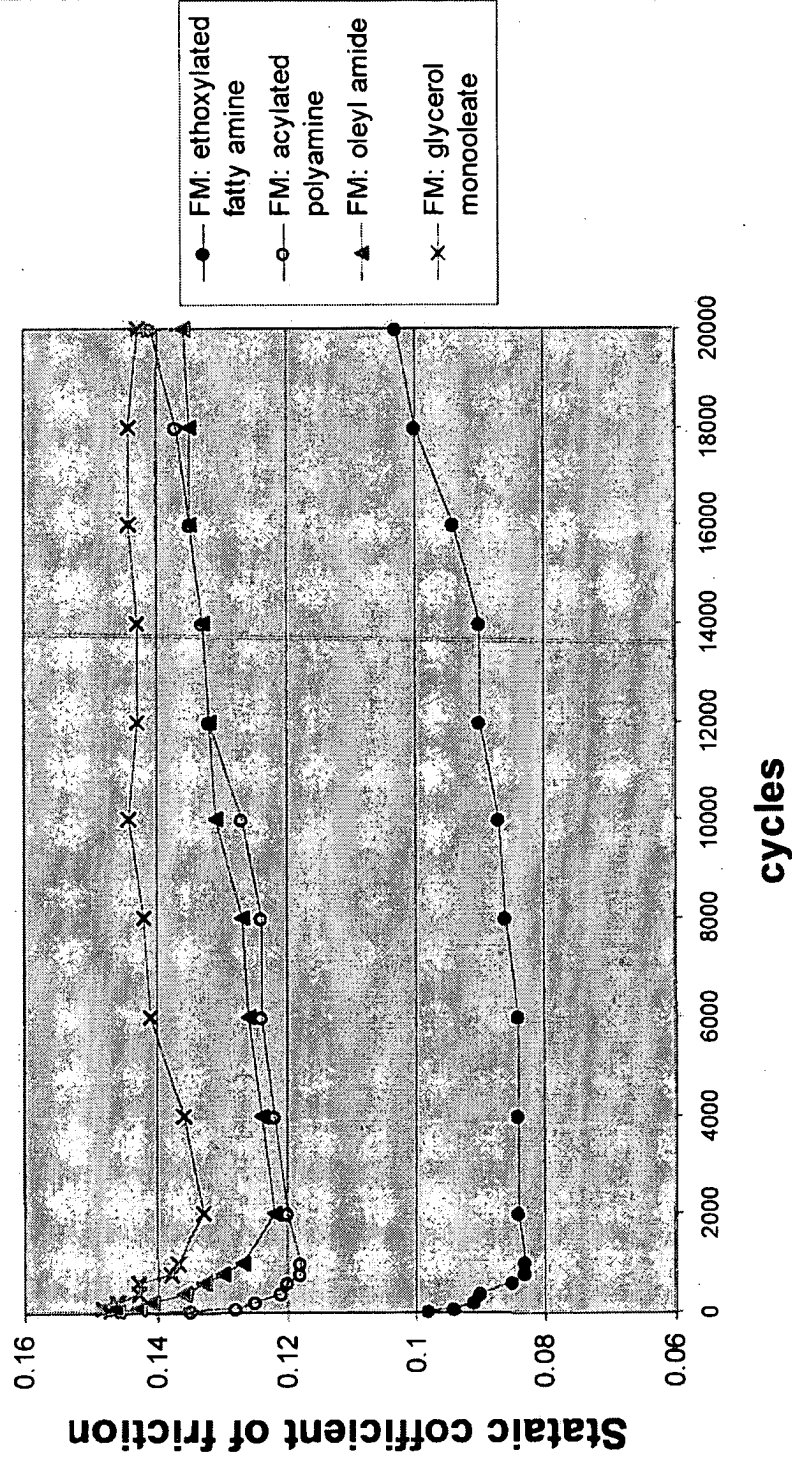 Stataic cofficient of friction
0.16
0.14
0.12
0.1
0.08
0.06
0
2000
4000
6000
8000
10000
12000
14000
16000
18000
20000
cycles
FM: ethoxylated
fatty amine
FM: acylated
polyamine
FM: oleyl amide
FM: glycerol
monooleate